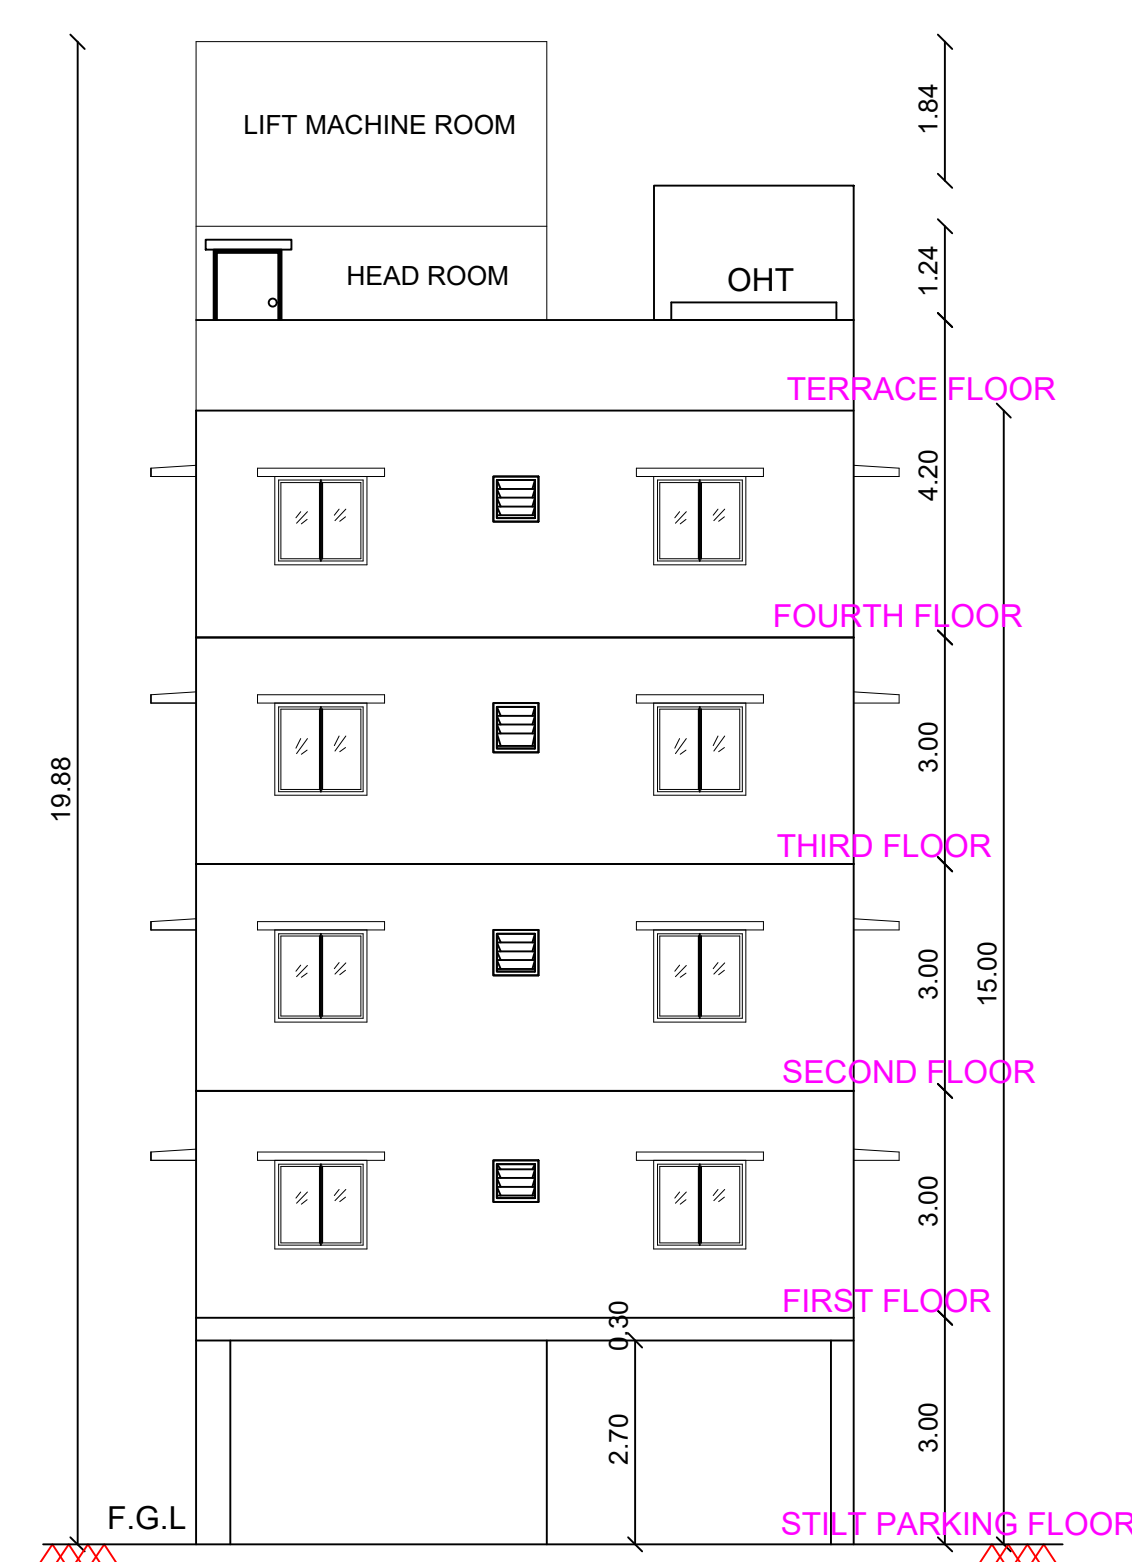 1.84
LIFT MACHINE ROOM
1.24
HEAD ROOM
OHT
TERRACE FLOOR
4.20
FOURTH FLOOR
3.00
19.88
THIRD FLOOR
3.00
15.00
SECOND FLOOR
3.00
FIRST FLOOR
0.30
3.00
2.70
F.G.L
STILT PARKING FLOOR